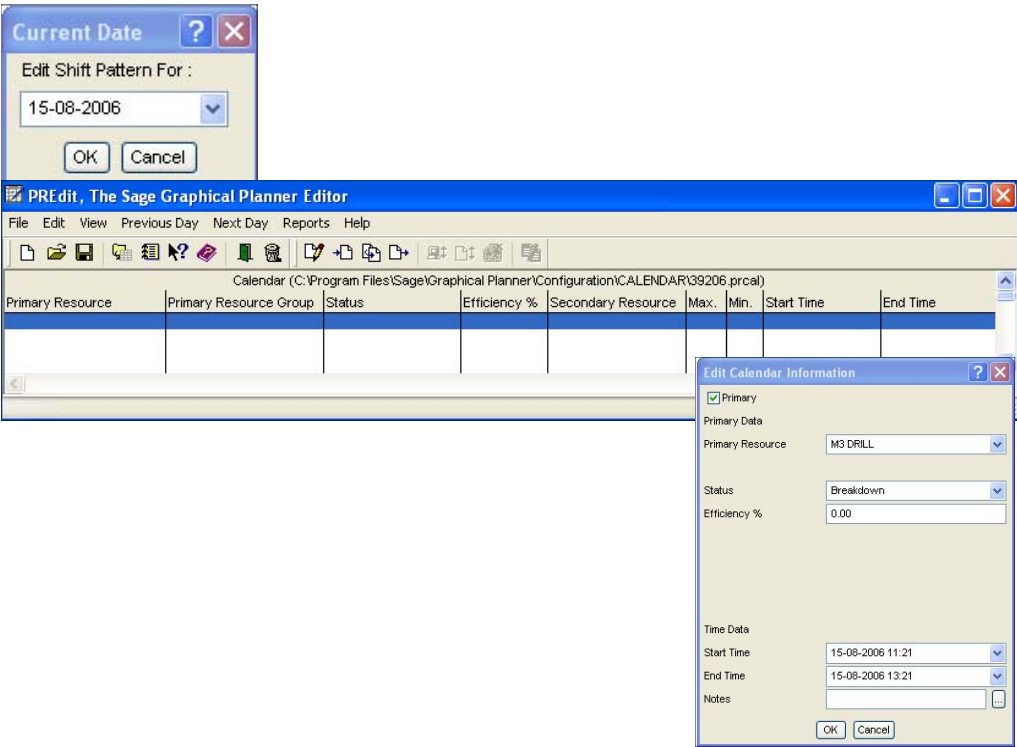 Current Date
Edit Shift Pattern For :
15-08-2006
OK Cancel
PREdit, The Sage Graphical Planner Editor
File Edit View Previous Day Next Day Reports Help
Calendar (C:\Program Files\Sage\Graphical Planner\Configuration\CALENDAR\39206.prcal)
Primary Resource Primary Resource Group Status Efficiency % Secondary Resource Max. Min. Start Time End Time
Edit Calendar Information
Primary
Primary Data
Primary Resource M3 DRILL
Status Breakdown
Efficiency % 0.00
Time Data
Start Time 15-08-2006 11:21
End Time 15-08-2006 13:21
Notes ...
OK Cancel